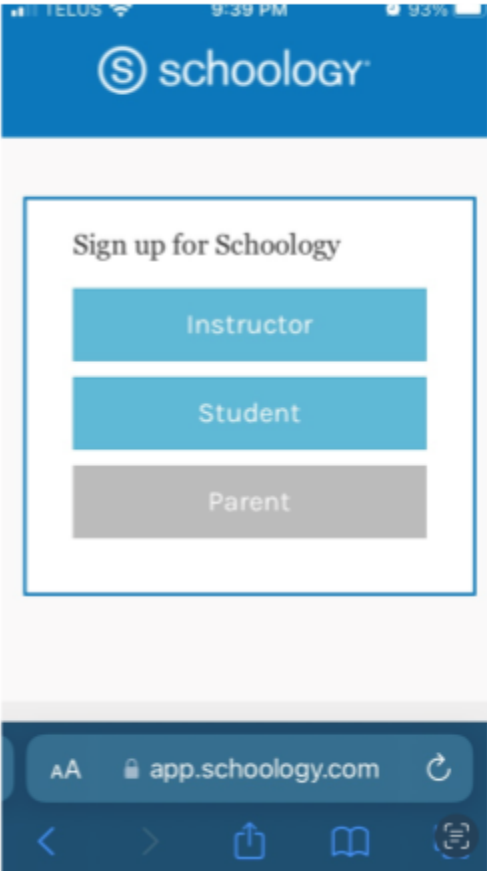 TELUS 9:39 PM 93%
schoology
Sign up for Schoology
Instructor
Student
Parent
AA app.schoology.com